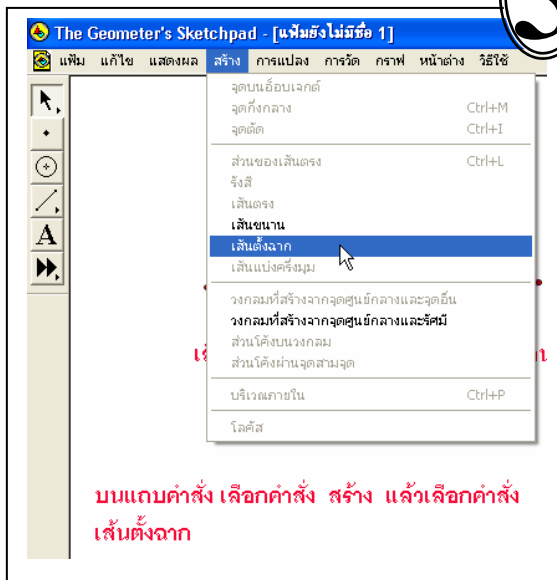 The Geometer's Sketchpad - [แฟ้มยังไม่มีชื่อ 1]
แฟ้ม แก้ไข แสดงผล สร้าง การแปลง การวัด กราฟ หน้าต่าง วิธีใช้
จุดบนอ็อบเจกต์
จุดกึ่งกลาง Ctrl+M
จุดตัด Ctrl+I
ส่วนของเส้นตรง Ctrl+L
รังสี
เส้นตรง
เส้นขนาน
เส้นตั้งฉาก
เส้นแบ่งครึ่งมุม
วงกลมที่สร้างจากจุดศูนย์กลางและจุดอื่น
วงกลมที่สร้างจากจุดศูนย์กลางและรัศมี
ส่วนโค้งบนวงกลม
ส่วนโค้งผ่านจุดสามจุด
บริเวณภายใน Ctrl+P
โลคัส
A
บนแถบคำสั่ง เลือกคำสั่ง สร้าง แล้วเลือกคำสั่ง
เส้นตั้งฉาก